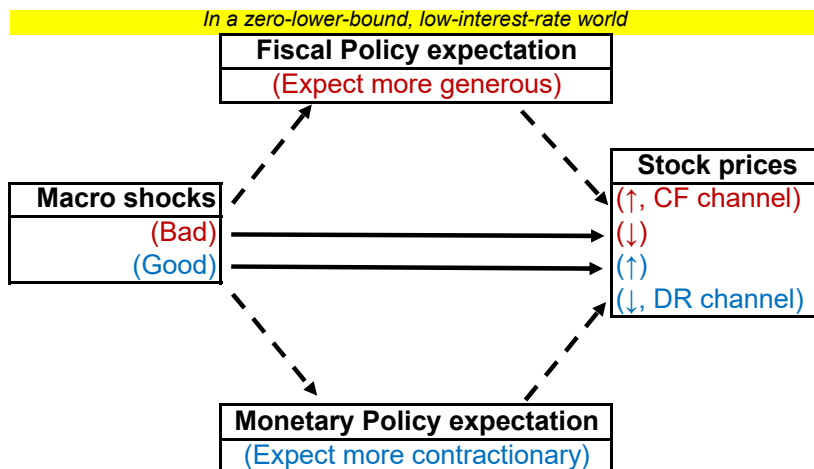 In a zero-lower-bound, low-interest-rate world
Fiscal Policy expectation
(Expect more generous)
Stock prices
(↑, CF channel)
Macro shocks
(Bad)
(↓)
(Good)
(↑)
(↓, DR channel)
Monetary Policy expectation
(Expect more contractionary)